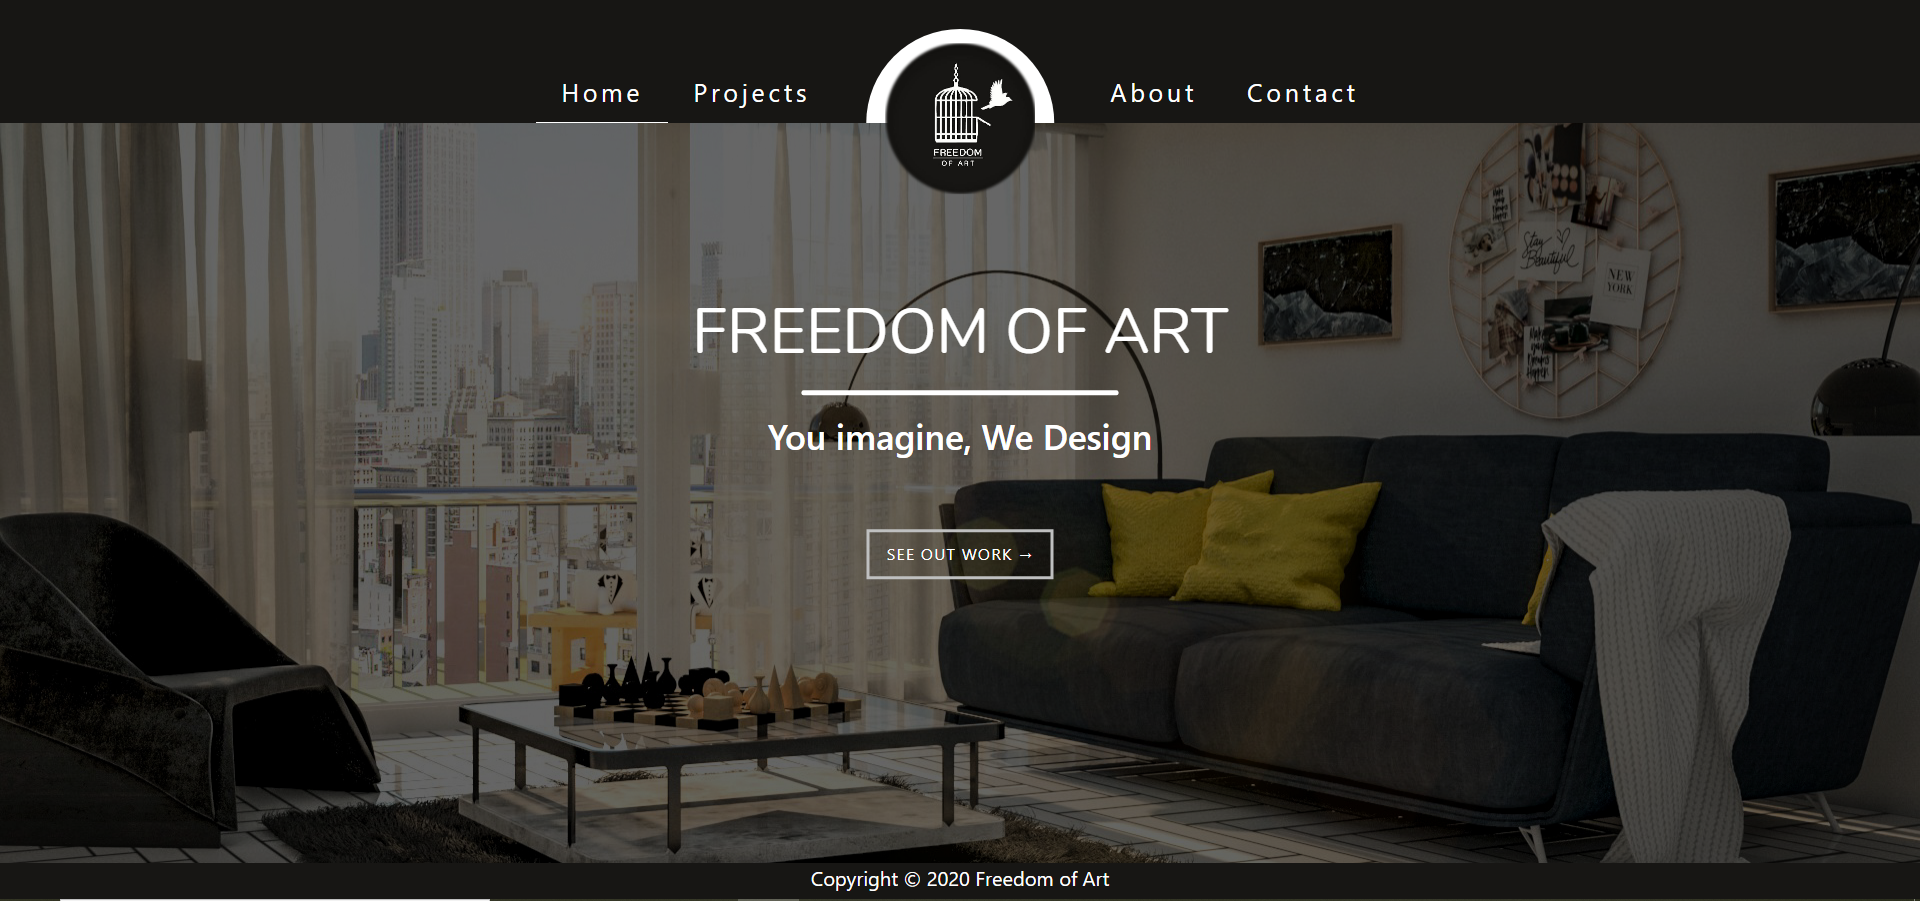 Home
Projects
About
Contact
FREEDOM
OF ART
Stay
Beautiful
NEW
YORK
FREEDOM OF ART
You imagine, We Design
SEE OUT WORK →
Copyright © 2020 Freedom of Art